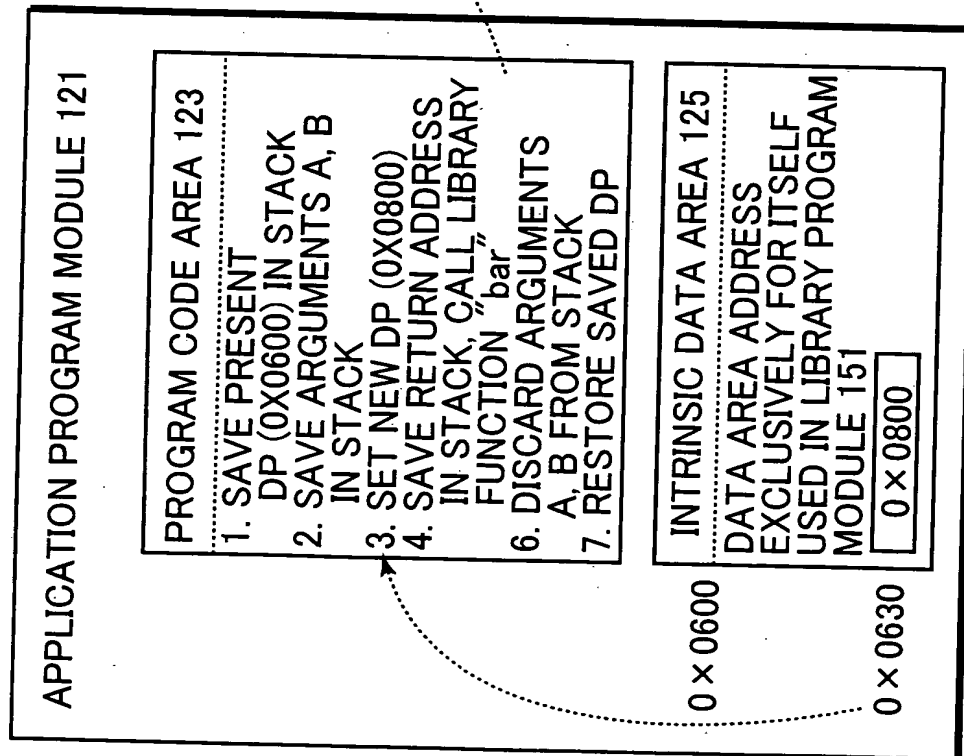 APPLICATION PROGRAM MODULE 121
PROGRAM CODE AREA 123
1. SAVE PRESENT
DP (0X0600) IN STACK
2. SAVE ARGUMENTS A, B
IN STACK
3. SET NEW DP (0X0800)
4. SAVE RETURN ADDRESS
IN STACK, CALL LIBRARY
FUNCTION "bar"
6. DISCARD ARGUMENTS
A, B FROM STACK
7. RESTORE SAVED DP
INTRINSIC DATA AREA 125
0×0600
DATA AREA ADDRESS
EXCLUSIVELY FOR ITSELF
USED IN LIBRARY PROGRAM
MODULE 151
0×0630
0×0800